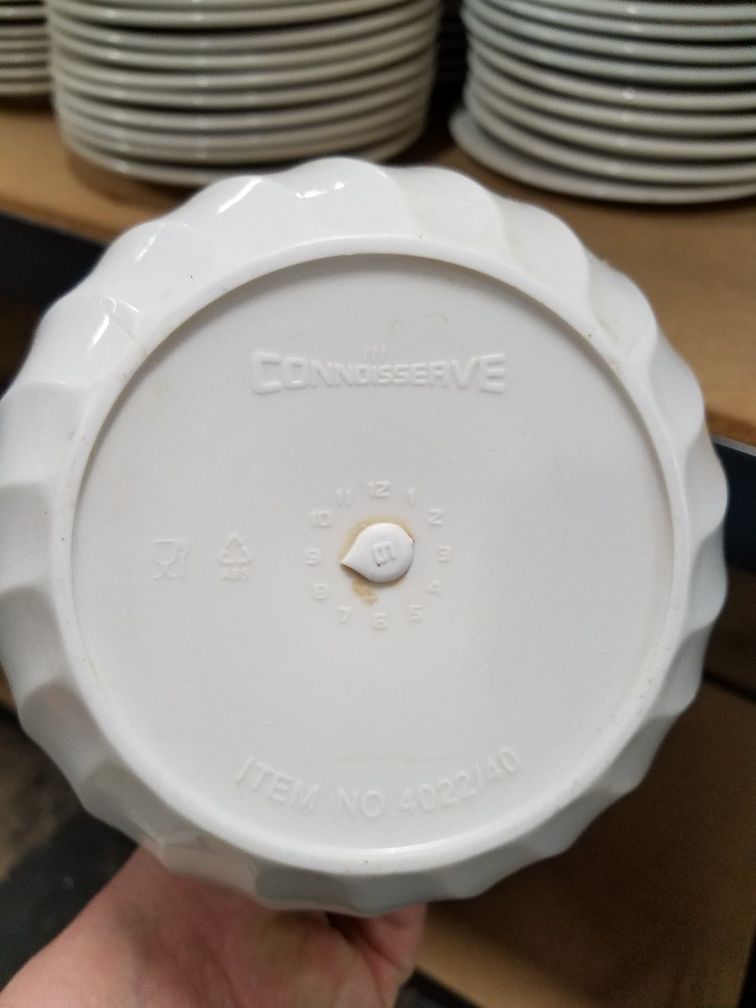 CONNOISSERVE
11 12 1
10 2
9 3
8 4
7 6 5
ABS
ITEM NO.4022/40